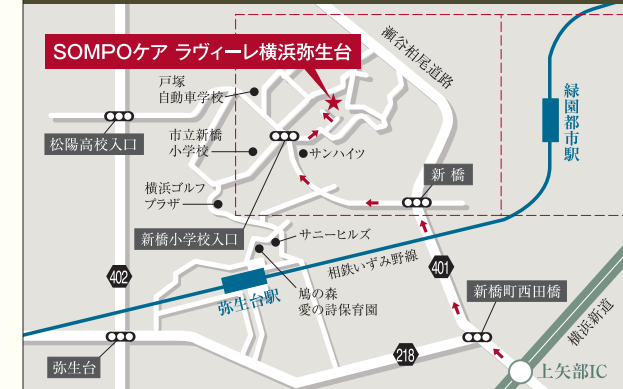 SOMPOケア ラヴィーレ横浜弥生台
瀬谷柏尾道路
戸塚
自動車学校
緑園都市駅
松陽高校入口
市立新橋
小学校
サンハイツ
新橋
横浜ゴルフ
プラザ
新橋小学校入口
サニーヒルズ
相鉄いずみ野線
402
401
弥生台駅
鳩の森
愛の詩保育園
新橋町西田橋
横浜新道
弥生台
218
上矢部IC